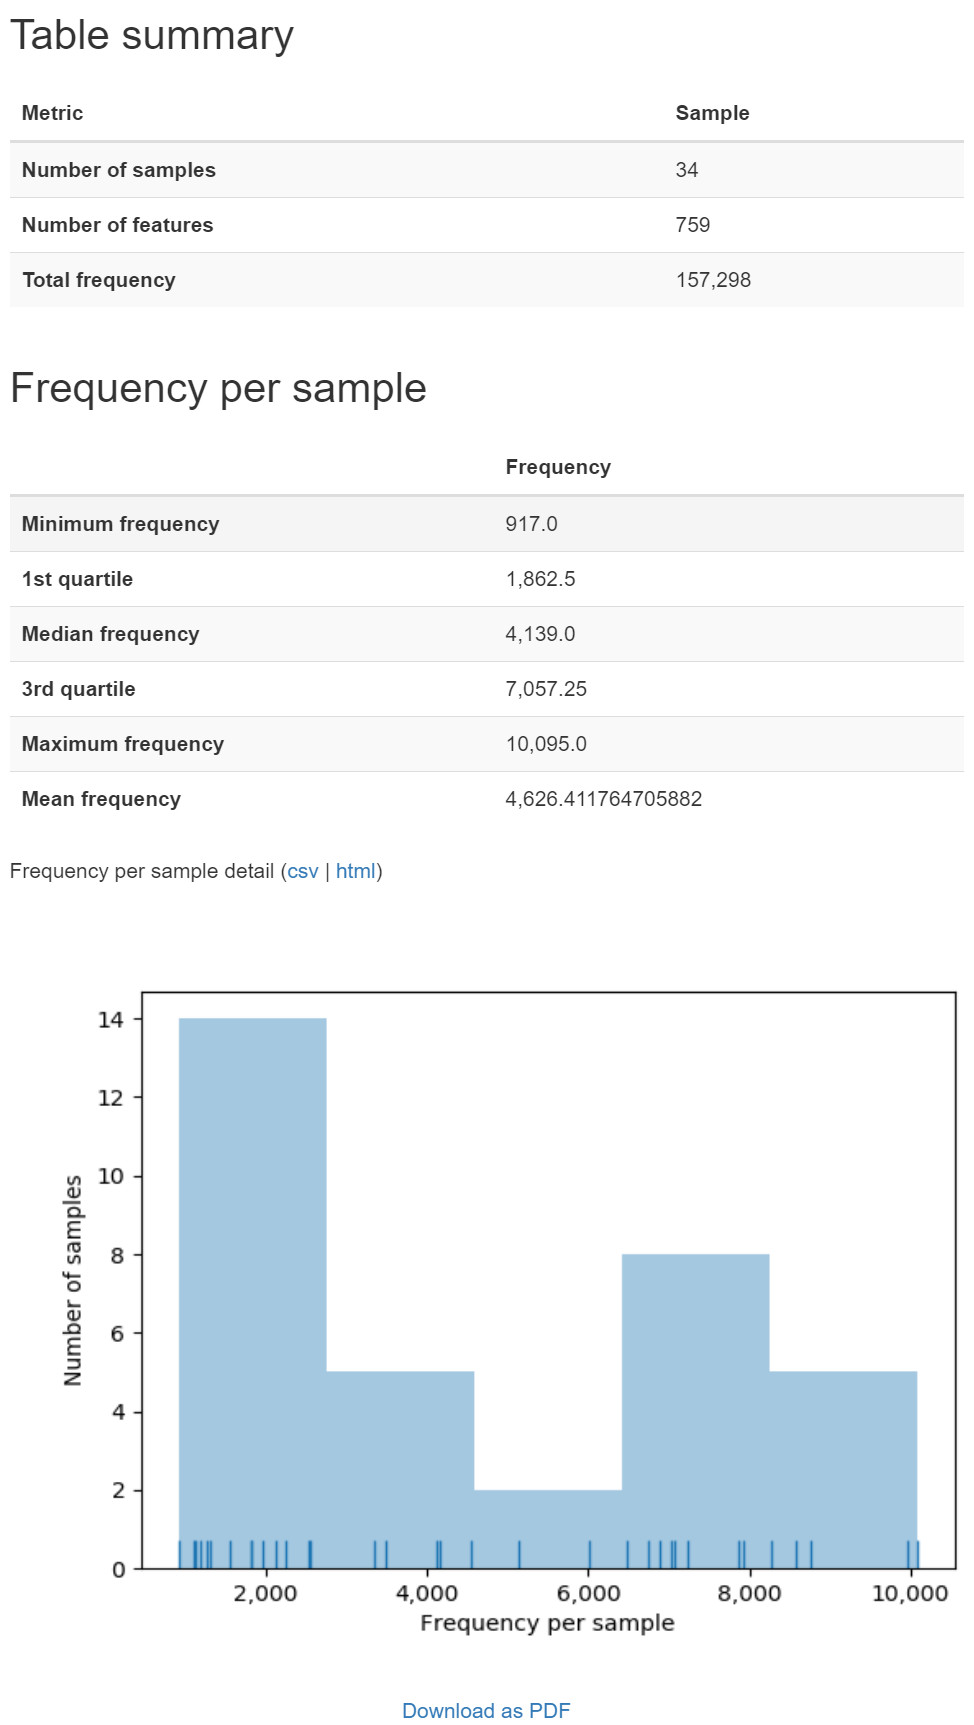 Table summary
Metric Sample
Number of samples 34
Number of features 759
Total frequency 157,298
Frequency per sample
Frequency
Minimum frequency 917.0
1st quartile 1,862.5
Median frequency 4,139.0
3rd quartile 7,057.25
Maximum frequency 10,095.0
Mean frequency 4,626.411764705882
Frequency per sample detail (csv | html)
14
12
10
8
6
4
2
0
Number of samples
2,000 4,000 6,000 8,000 10,000
Frequency per sample
Download as PDF